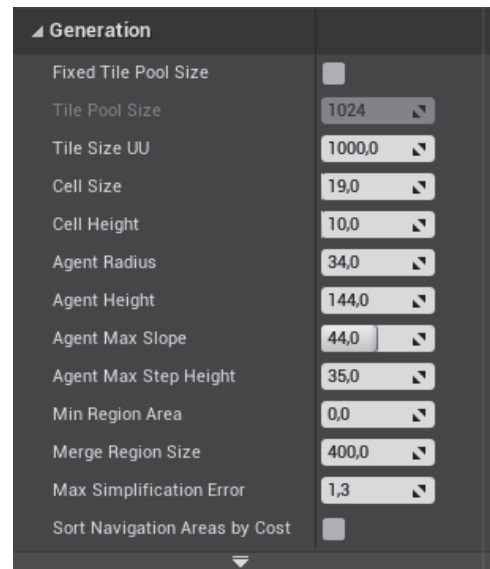 Generation
Fixed Tile Pool Size
Tile Pool Size 1024
Tile Size UU 1000,0
Cell Size 19,0
Cell Height 10,0
Agent Radius 34,0
Agent Height 144,0
Agent Max Slope 44,0
Agent Max Step Height 35,0
Min Region Area 0,0
Merge Region Size 400,0
Max Simplification Error 1,3
Sort Navigation Areas by Cost